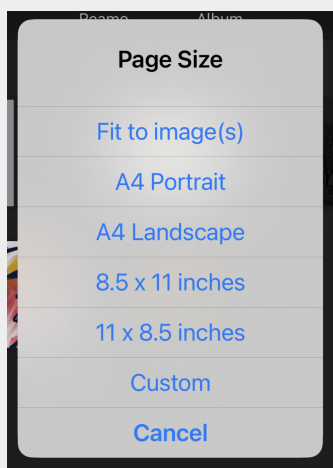 Album
Page Size
Fit to image(s)
A4 Portrait
A4 Landscape
8.5 x 11 inches
11 x 8.5 inches
Custom
Cancel